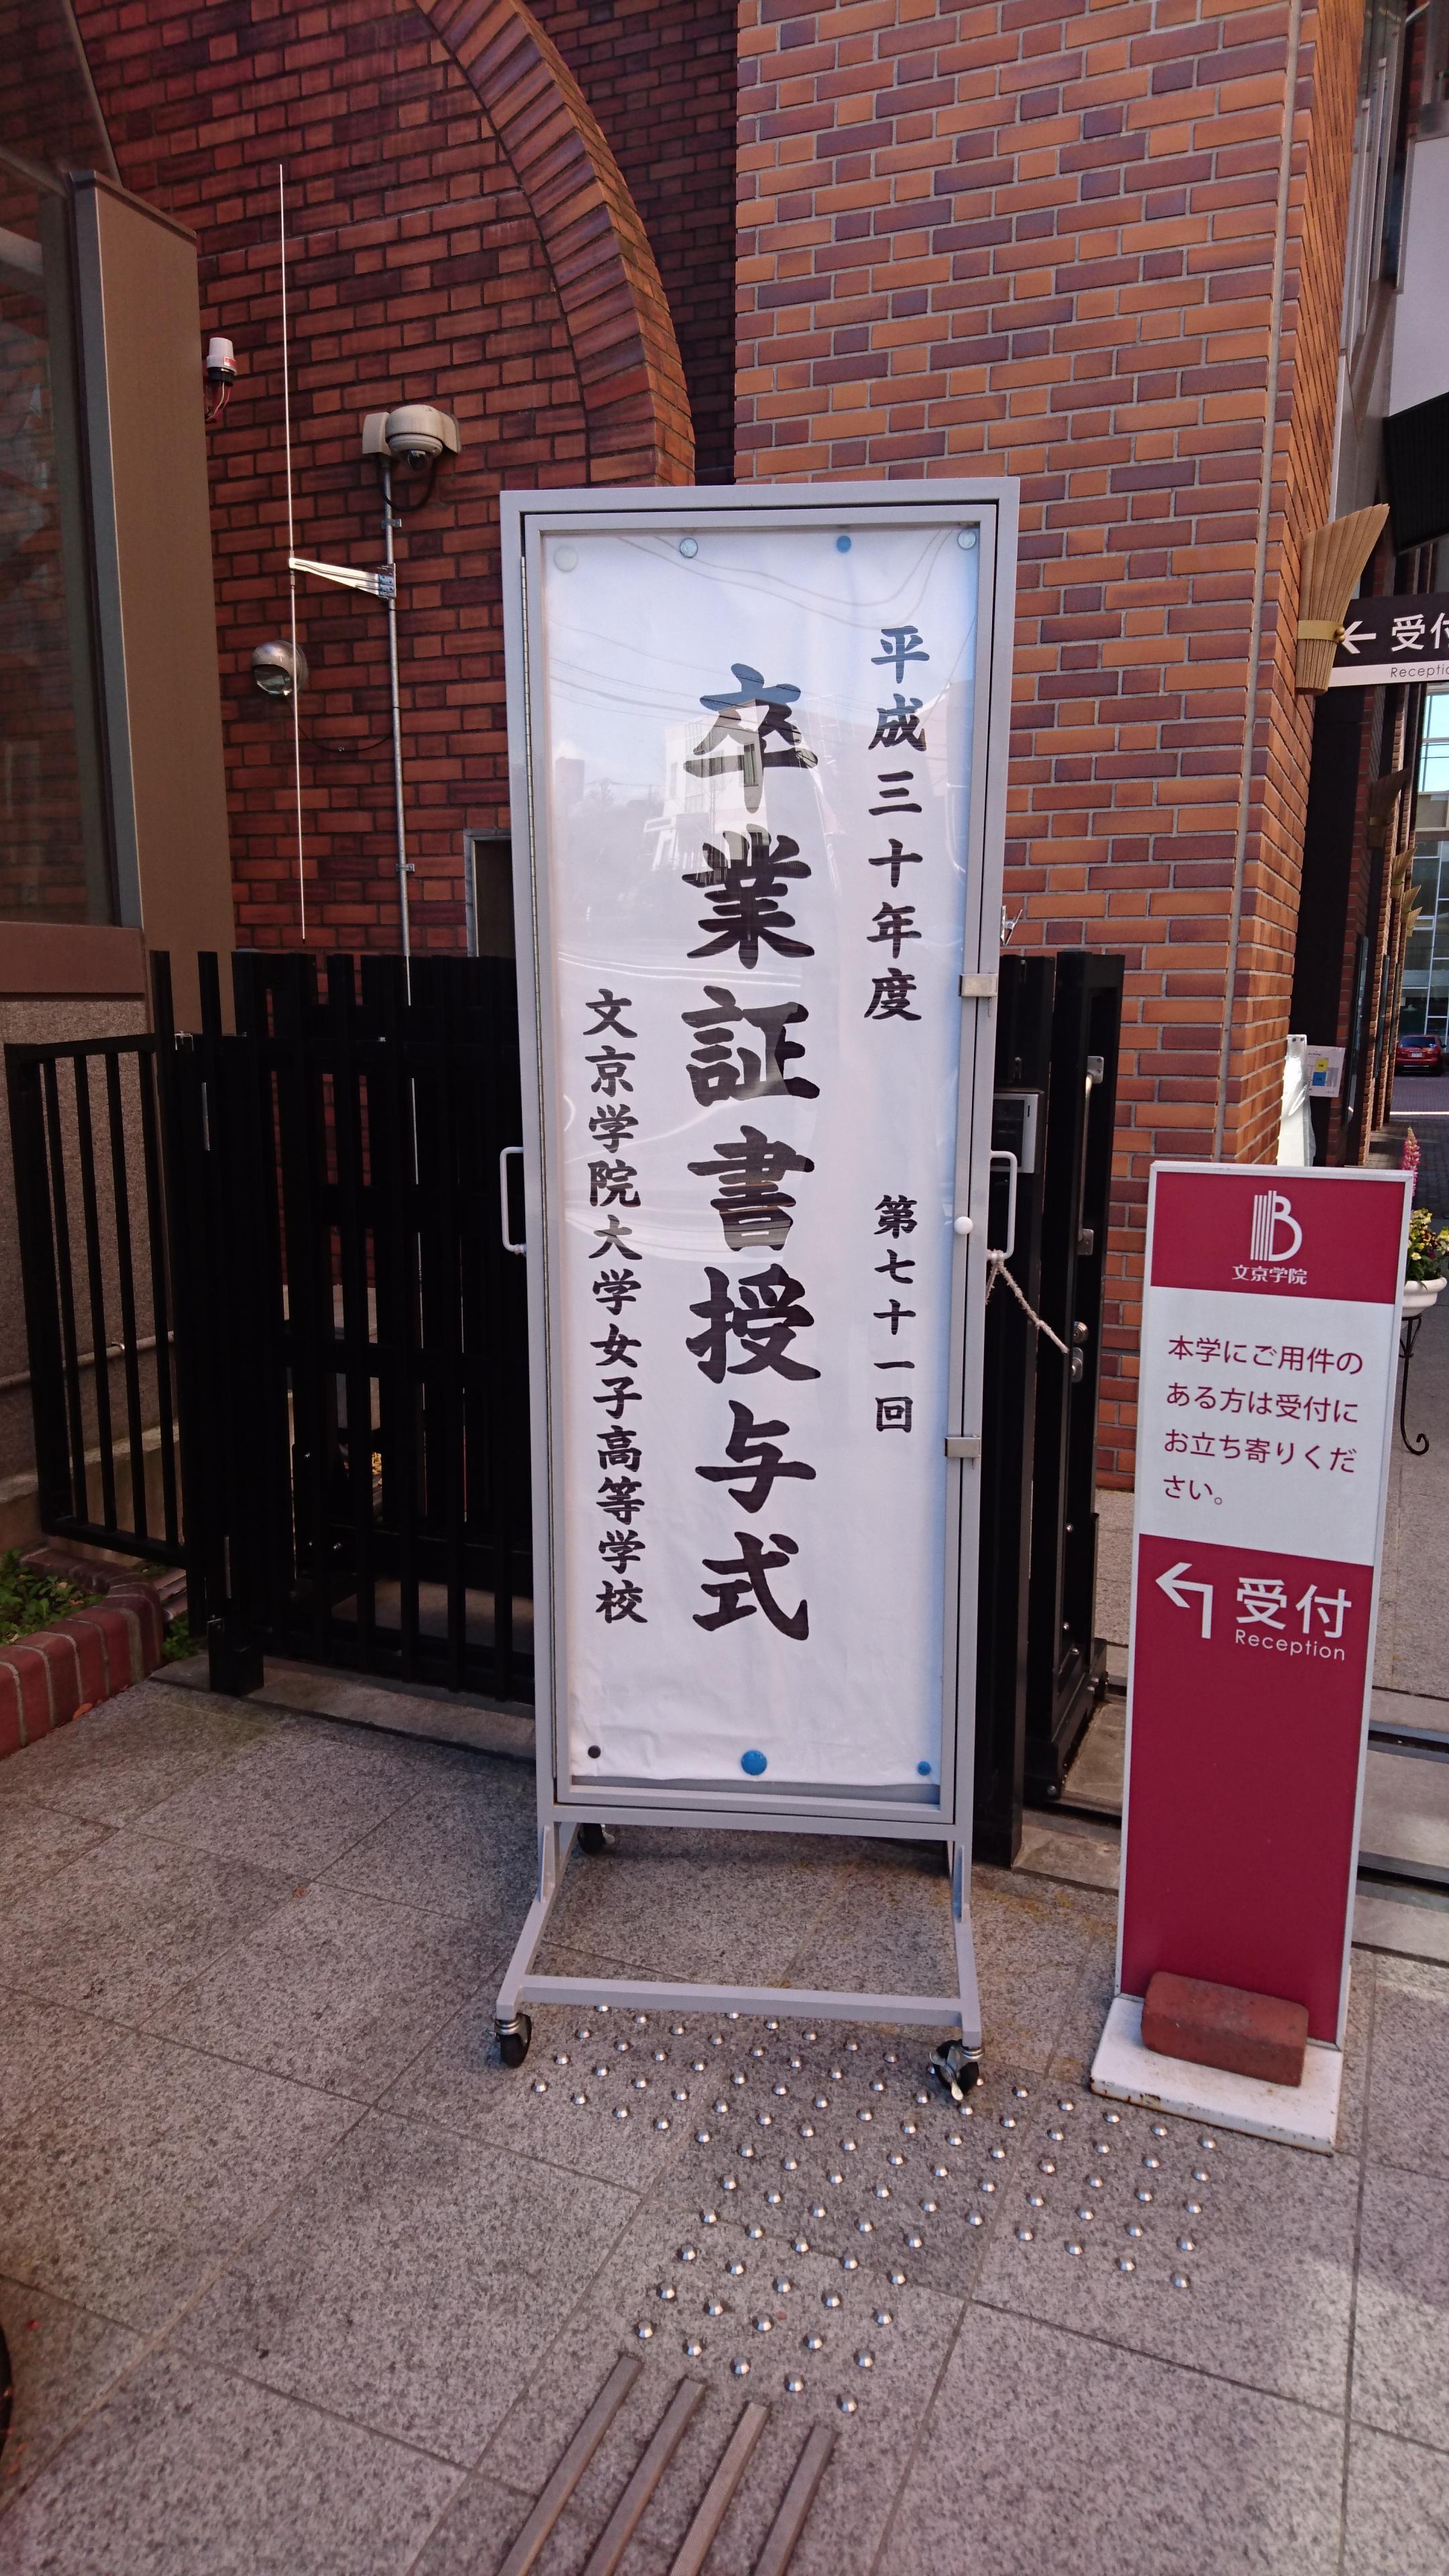 平成三十年度 第七十一回
卒業証書授与式
文京学院大学女子高等学校
B
文京学院
本学にご用件の
ある方は受付に
お立ち寄りくだ
さい。
受付
Reception
← 受付